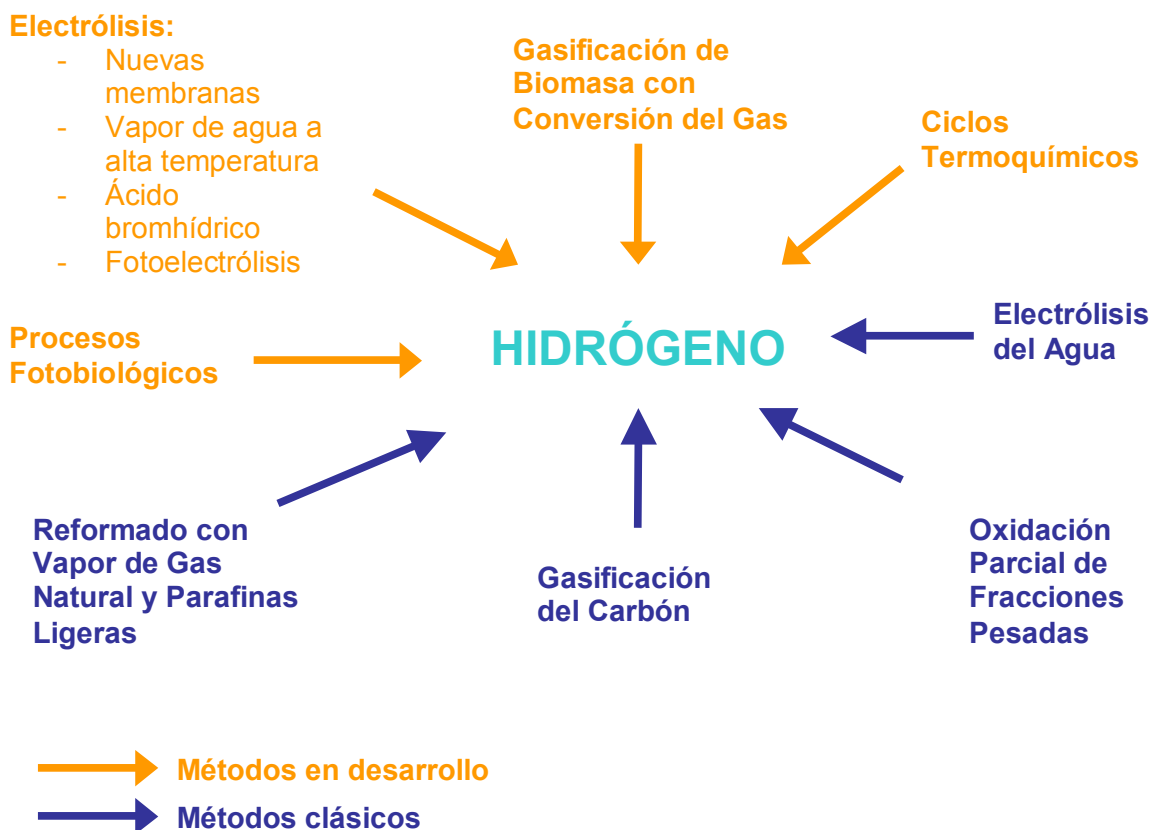 Electrólisis:
- Nuevas
membranas
- Vapor de agua a
alta temperatura
- Ácido
bromhídrico
- Fotoelectrólisis
Gasificación de
Biomasa con
Conversión del Gas
Ciclos
Termoquímicos
Procesos
Fotobiológicos
HIDRÓGENO
Electrólisis
del Agua
Reformado con
Vapor de Gas
Natural y Parafinas
Ligeras
Gasificación
del Carbón
Oxidación
Parcial de
Fracciones
Pesadas
Métodos en desarrollo
Métodos clásicos